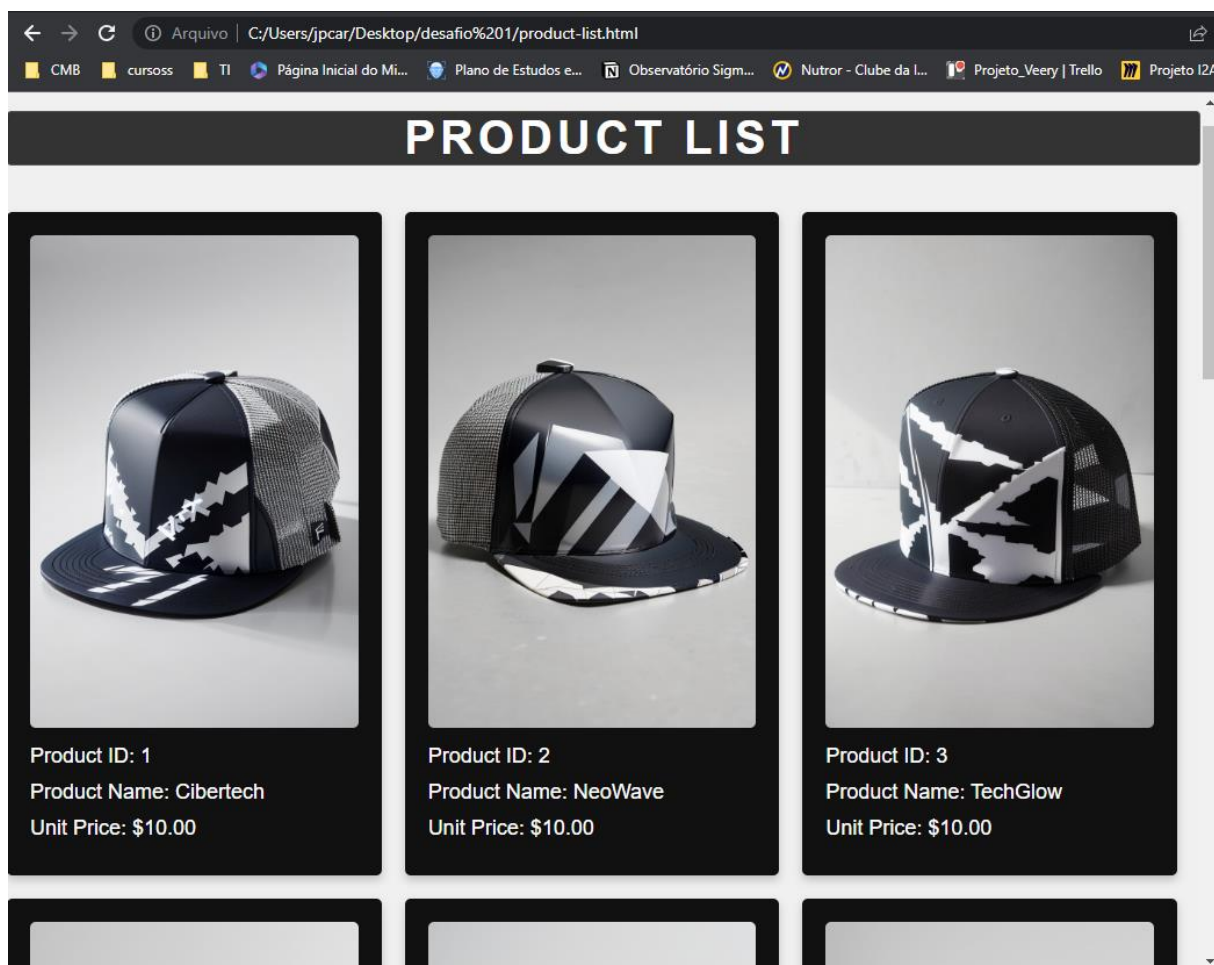 Arquivo | C:/Users/jpcar/Desktop/desafio%201/product-list.html
CMB cursoss TI Página Inicial do Mi... Plano de Estudos e... Observatório Sigm... Nutror - Clube da I... Projeto_Veery | Trello Projeto I2A
PRODUCT LIST
Product ID: 1
Product Name: Cibertech
Unit Price: $10.00
Product ID: 2
Product Name: NeoWave
Unit Price: $10.00
Product ID: 3
Product Name: TechGlow
Unit Price: $10.00